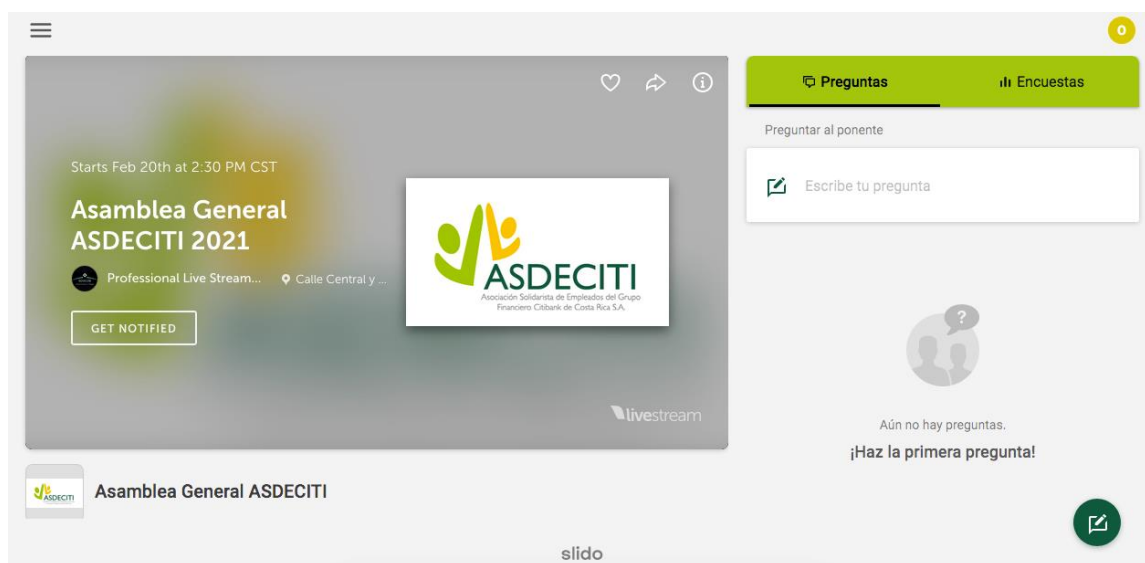 0
Starts Feb 20th at 2:30 PM CST
Asamblea General
ASDECITI 2021
Professional Live Stream... Calle Central y ...
GET NOTIFIED
ASDECITI
Asociación Solidarista de Empleados del Grupo
Financiero Citibank de Costa Rica S.A.
livestream
Preguntas Encuestas
Preguntar al ponente
Escribe tu pregunta
?
Aún no hay preguntas.
¡Haz la primera pregunta!
ASDECITI
Asamblea General ASDECITI
slido